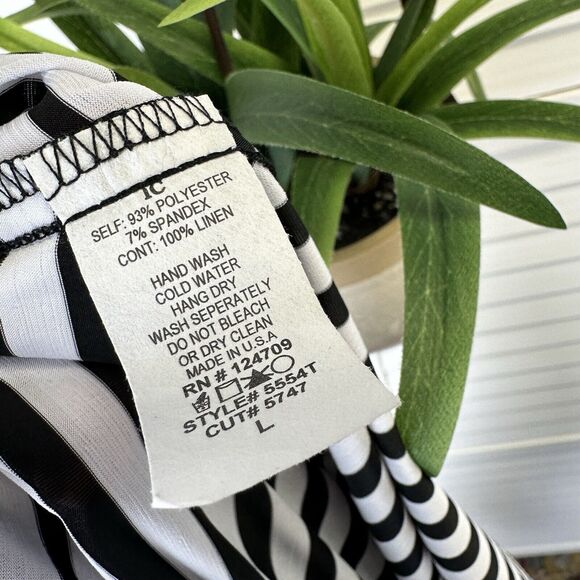 IC
SELF: 93% POLYESTER
7% SPANDEX
CONT: 100% LINEN
HAND WASH
COLD WATER
HANG DRY
WASH SEPERATELY
DO NOT BLEACH
OR DRY CLEAN
MADE IN U.S.A
RN # 124709
STYLE# 5554T
CUT# 5747
L